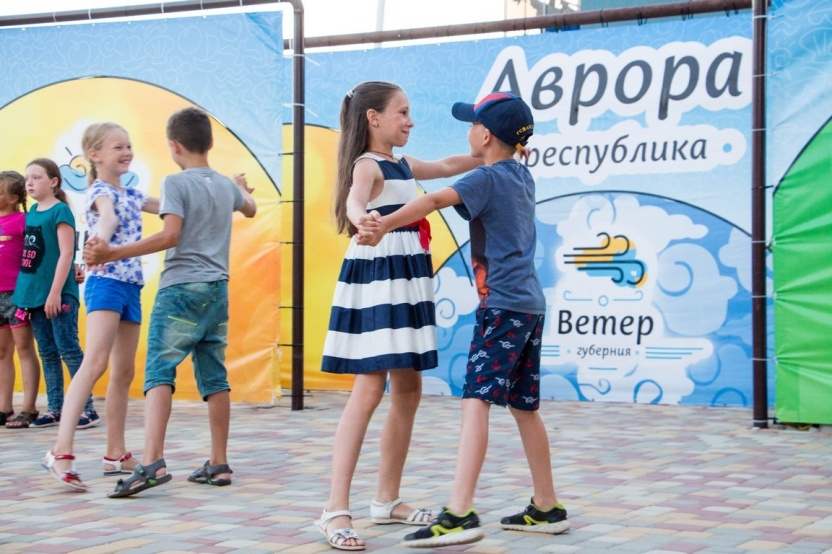 Аврора
республика
Ветер
губерния